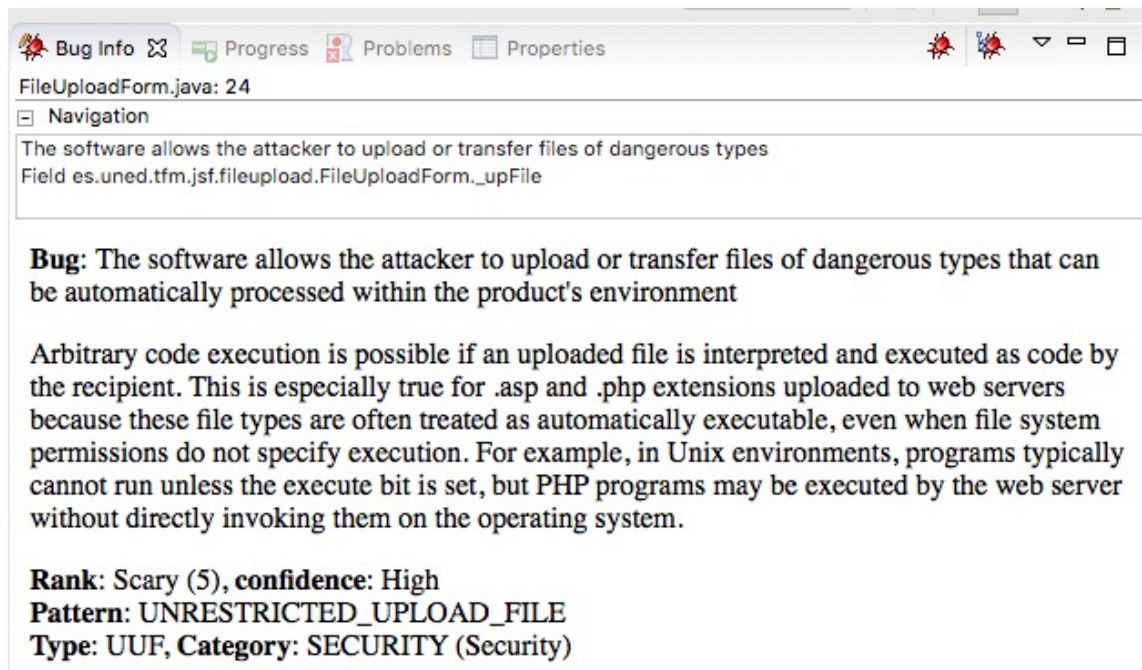 Bug Info Progress Problems Properties
FileUploadForm.java: 24
Navigation
The software allows the attacker to upload or transfer files of dangerous types
Field es.uned.tfm.jsf.fileupload.FileUploadForm._upFile
Bug: The software allows the attacker to upload or transfer files of dangerous types that can
be automatically processed within the product's environment
Arbitrary code execution is possible if an uploaded file is interpreted and executed as code by
the recipient. This is especially true for .asp and .php extensions uploaded to web servers
because these file types are often treated as automatically executable, even when file system
permissions do not specify execution. For example, in Unix environments, programs typically
cannot run unless the execute bit is set, but PHP programs may be executed by the web server
without directly invoking them on the operating system.
Rank: Scary (5), confidence: High
Pattern: UNRESTRICTED_UPLOAD_FILE
Type: UUF, Category: SECURITY (Security)